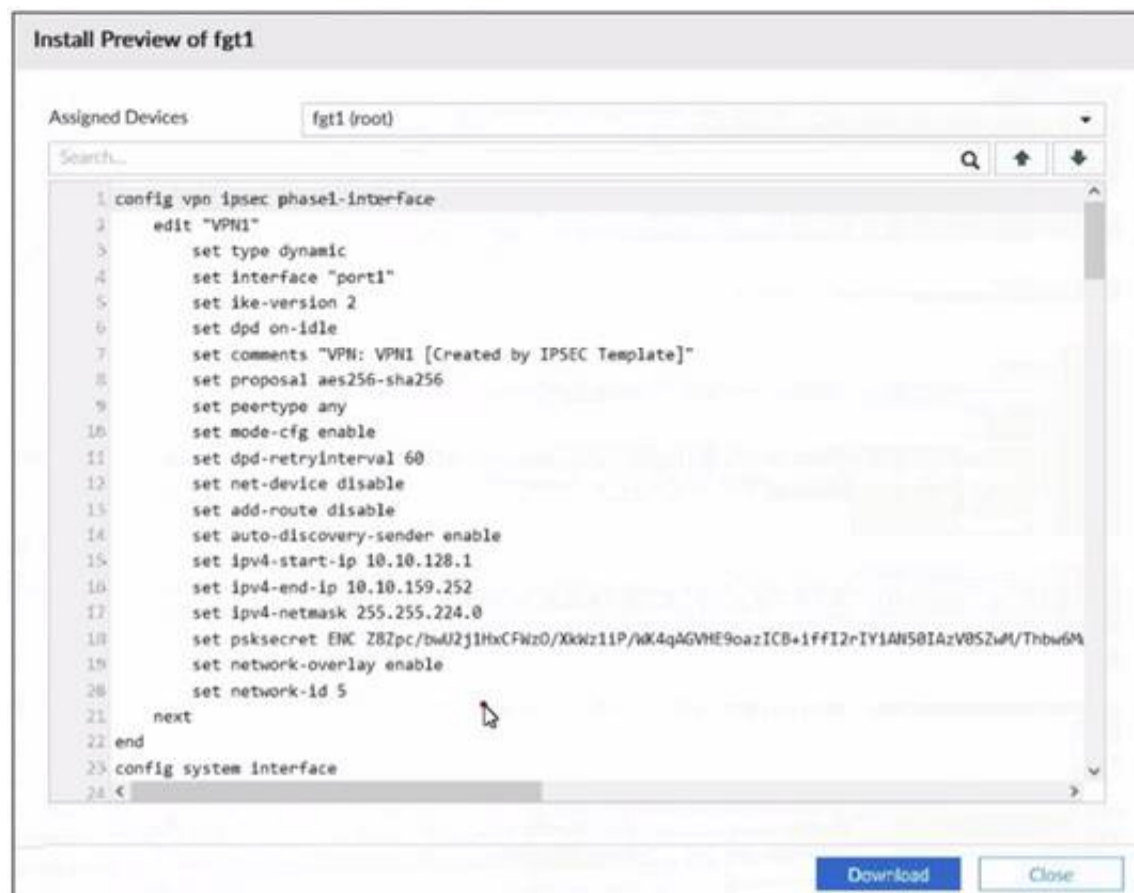 Install Preview of fgt1
Assigned Devices fgt1 (root)
Search...
1 config vpn ipsec phase1-interface
2 edit "VPN1"
3 set type dynamic
4 set interface "port1"
5 set ike-version 2
6 set dpd on-idle
7 set comments "VPN: VPN1 [Created by IPSEC Template]"
8 set proposal aes256-sha256
9 set peertype any
10 set mode-cfg enable
11 set dpd-retryinterval 60
12 set net-device disable
13 set add-route disable
14 set auto-discovery-sender enable
15 set ipv4-start-ip 10.10.128.1
16 set ipv4-end-ip 10.10.159.252
17 set ipv4-netmask 255.255.224.0
18 set psksecret ENC
19 set network-overlay enable
20 set network-id 5
21 next
22 end
23 config system interface
24
Download Close